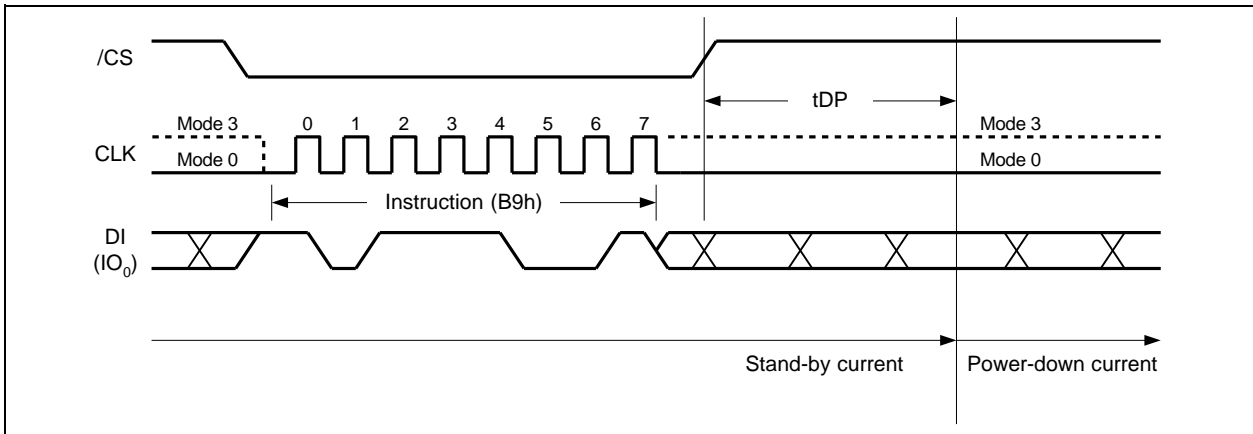 /CS
tDP
Mode 3 0 1 2 3 4 5 6 7 Mode 3
CLK
Mode 0 Mode 0
Instruction (B9h)
DI
(IO0)
Stand-by current Power-down current